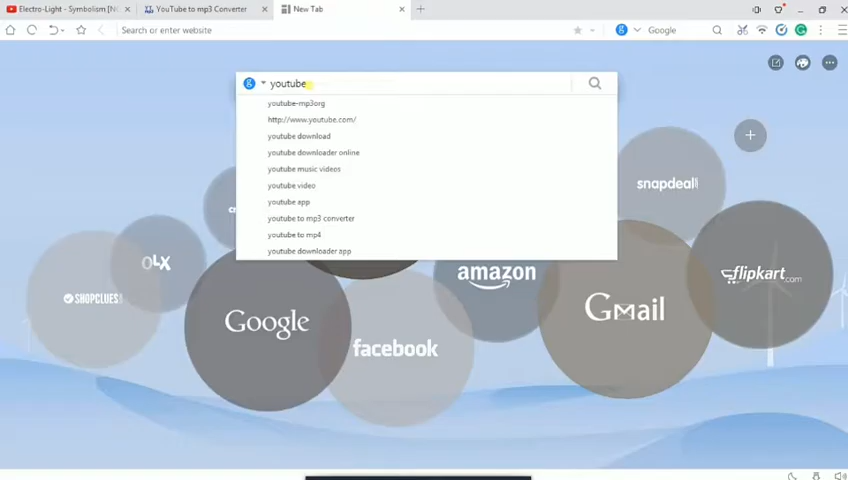 Electro-Light - Symbolism [NC
YouTube to mp3 Converter
New Tab
Search or enter website
Google
youtube
youtube-mp3org
http://www.youtube.com/
youtube download
youtube downloader online
youtube music videos
youtube video
youtube app
youtube to mp3 converter
youtube to mp4
youtube downloader app
snapdeal
OLX
SHOPCLUES
amazon
flipkart.com
Google
Gmail
facebook